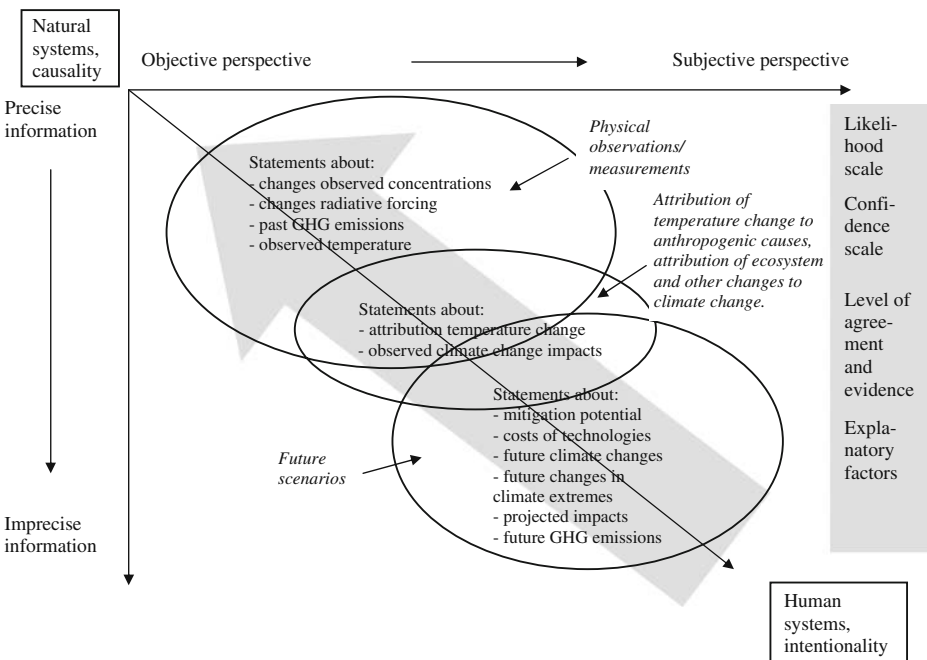 Natural
systems,
causality
Objective perspective
Subjective perspective
Precise
information
Imprecise
information
Statements about:
- changes observed concentrations
- changes radiative forcing
- past GHG emissions
- observed temperature
Physical
observations/
measurements
Attribution of
temperature change to
anthropogenic causes,
attribution of ecosystem
and other changes to
climate change.
Statements about:
- attribution temperature change
- observed climate change impacts
Statements about:
- mitigation potential
- costs of technologies
- future climate changes
- future changes in
climate extremes
- projected impacts
- future GHG emissions
Future
scenarios
Likeli-
hood
scale
Confi-
dence
scale
Level of
agree-
ment
and
evidence
Expla-
natory
factors
Human
systems,
intentionality